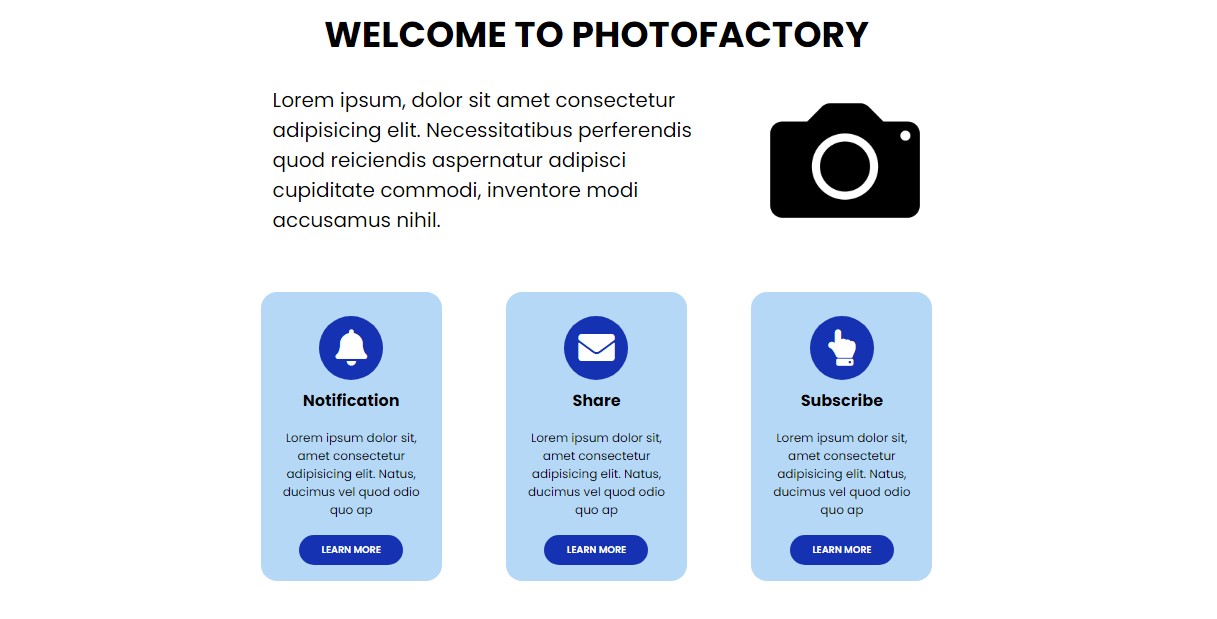 WELCOME TO PHOTOFACTORY
Lorem ipsum, dolor sit amet consectetur
adipisicing elit. Necessitatibus perferendis
quod reiciendis aspernatur adipisci
cupiditate commodi, inventore modi
accusamus nihil.
Notification
Lorem ipsum dolor sit,
amet consectetur
adipisicing elit. Natus,
ducimus vel quod odio
quo ap
LEARN MORE
Share
Lorem ipsum dolor sit,
amet consectetur
adipisicing elit. Natus,
ducimus vel quod odio
quo ap
LEARN MORE
Subscribe
Lorem ipsum dolor sit,
amet consectetur
adipisicing elit. Natus,
ducimus vel quod odio
quo ap
LEARN MORE